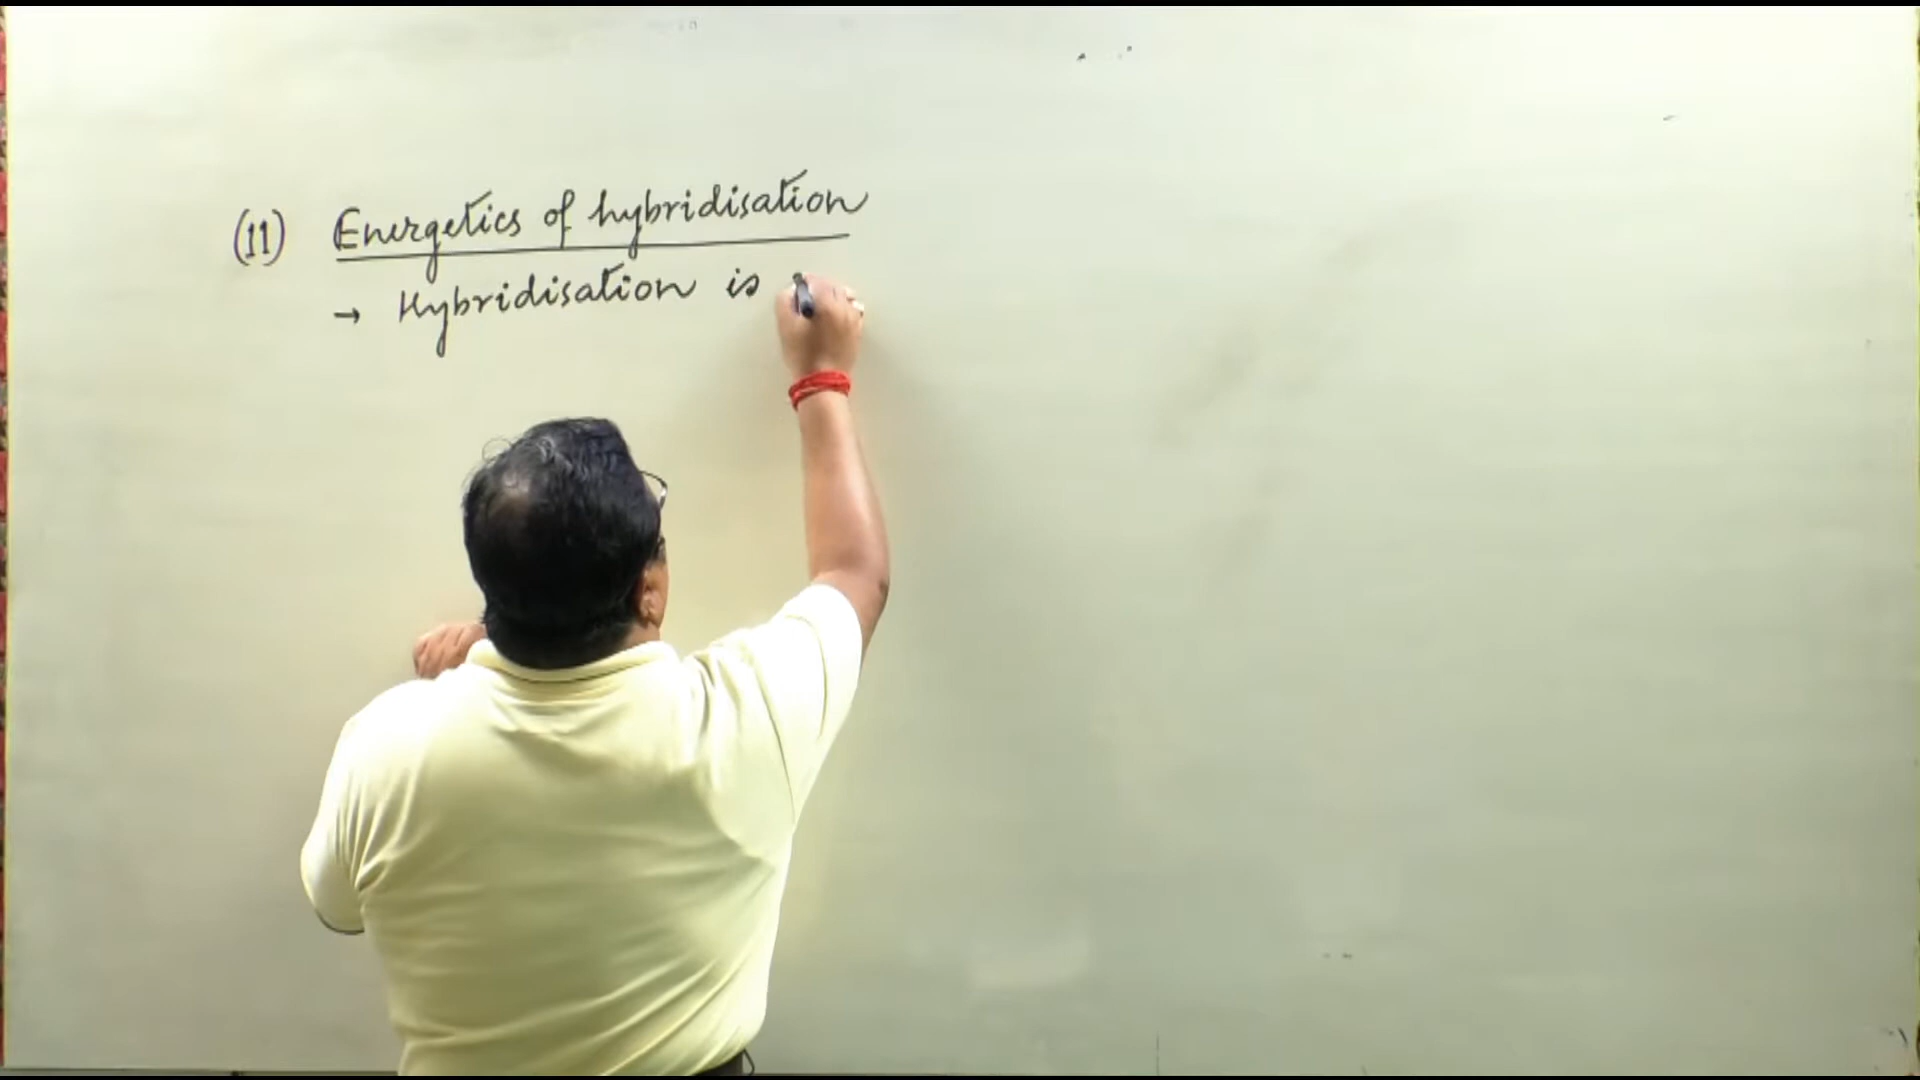 (11) Energetics of hybridisation
→ Hybridisation is